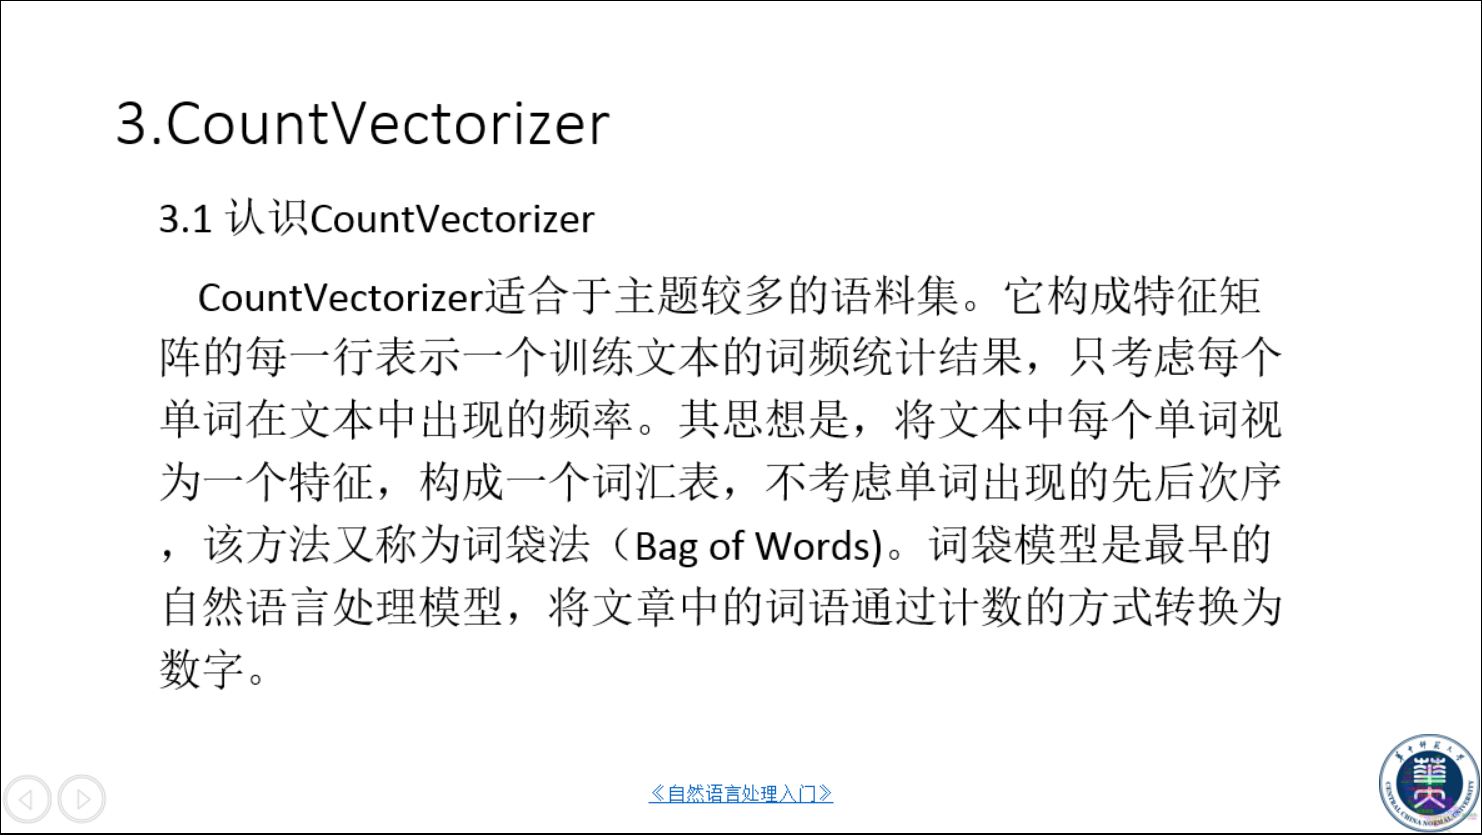 3.CountVectorizer
3.1 认识CountVectorizer
CountVectorizer适合于主题较多的语料集。它构成特征矩
阵的每一行表示一个训练文本的词频统计结果，只考虑每个
单词在文本中出现的频率。其思想是，将文本中每个单词视
为一个特征，构成一个词汇表，不考虑单词出现的先后次序
，该方法又称为词袋法（Bag of Words)。词袋模型是最早的
自然语言处理模型，将文章中的词语通过计数的方式转换为
数字。
《自然语言处理入门》
华中师范大学
CENTRAL CHINA NORMAL UNIVERSITY